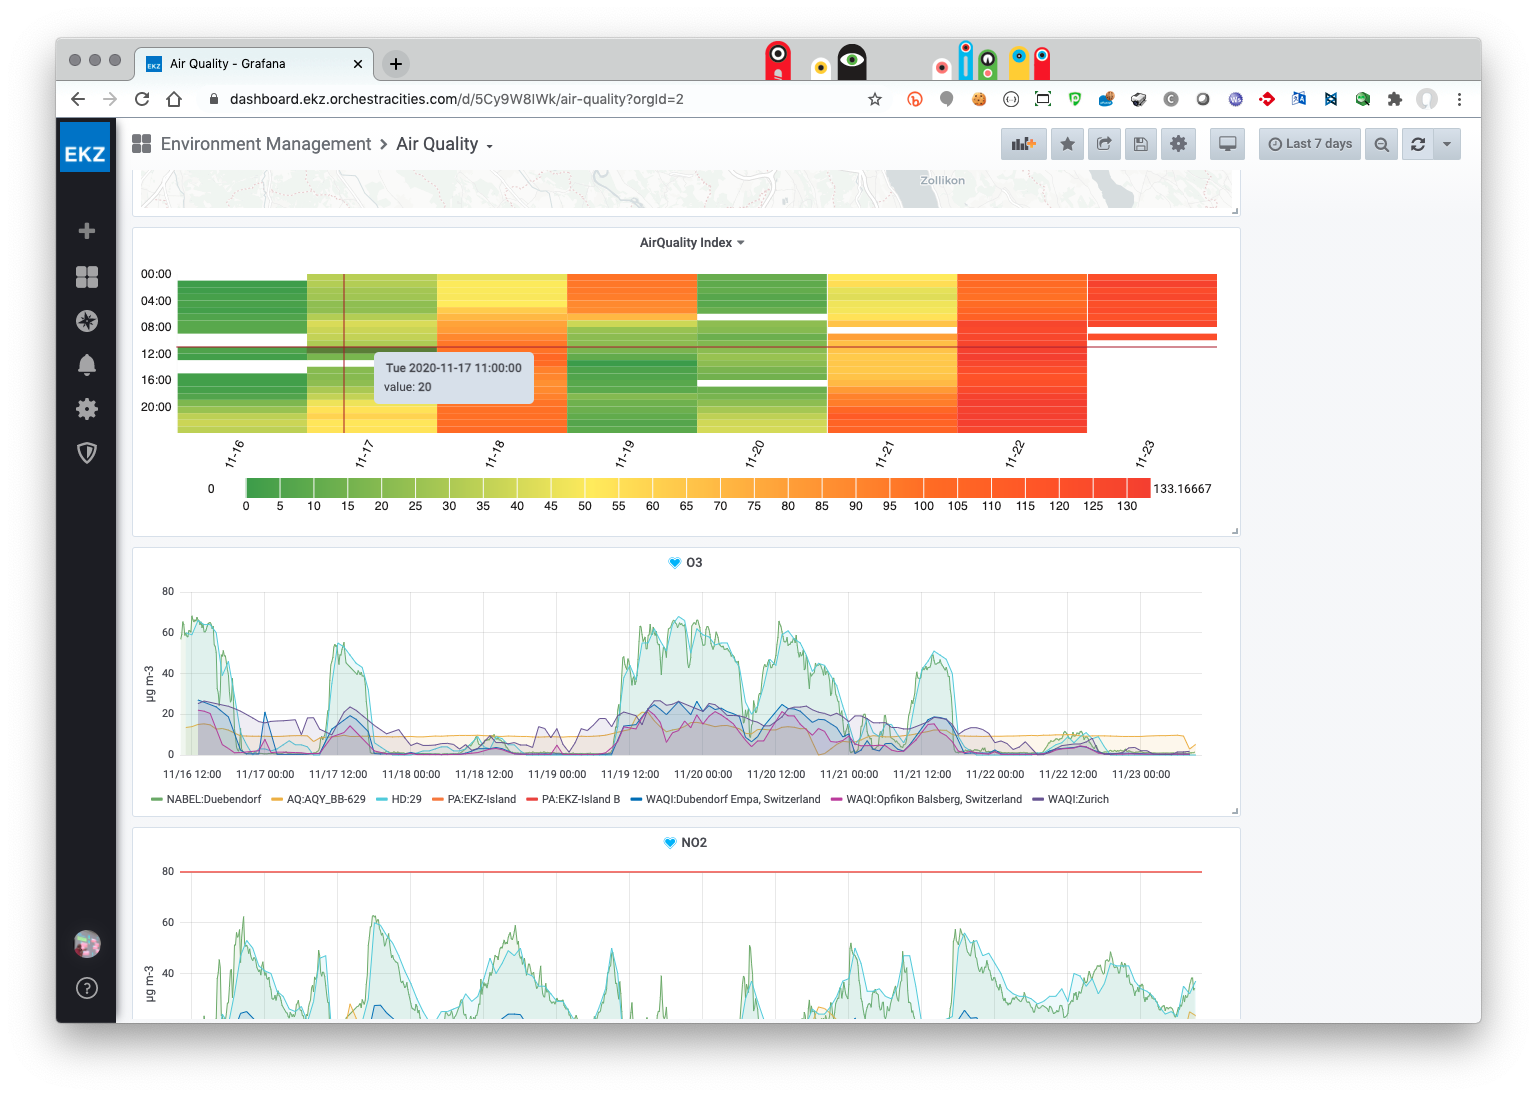 EKZ Air Quality - Grafana
dashboard.ekz.orchestracities.com/d/5Cy9W8lWk/air-quality?orgId=2
EKZ
Environment Management > Air Quality
Last 7 days
Zollikon
AirQuality Index
00:00
04:00
08:00
12:00
16:00
20:00
Tue 2020-11-17 11:00:00
value: 20
11-16 11-17 11-18 11-19 11-20 11-21 11-22 11-23
0 133.16667
0 5 10 15 20 25 30 35 40 45 50 55 60 65 70 75 80 85 90 95 100 105 110 115 120 125 130
O3
80
60
40
20
0
µg m-3
11/16 12:00 11/17 00:00 11/17 12:00 11/18 00:00 11/18 12:00 11/19 00:00 11/19 12:00 11/20 00:00 11/20 12:00 11/21 00:00 11/21 12:00 11/22 00:00 11/22 12:00 11/23 00:00
NABEL:Duebendorf AQ:AQY_BB-629 HD:29 PA:EKZ-Island PA:EKZ-Island B WAQI:Dubendorf Empa, Switzerland WAQI:Opfikon Balsberg, Switzerland WAQI:Zurich
NO2
80
60
40
µg m-3